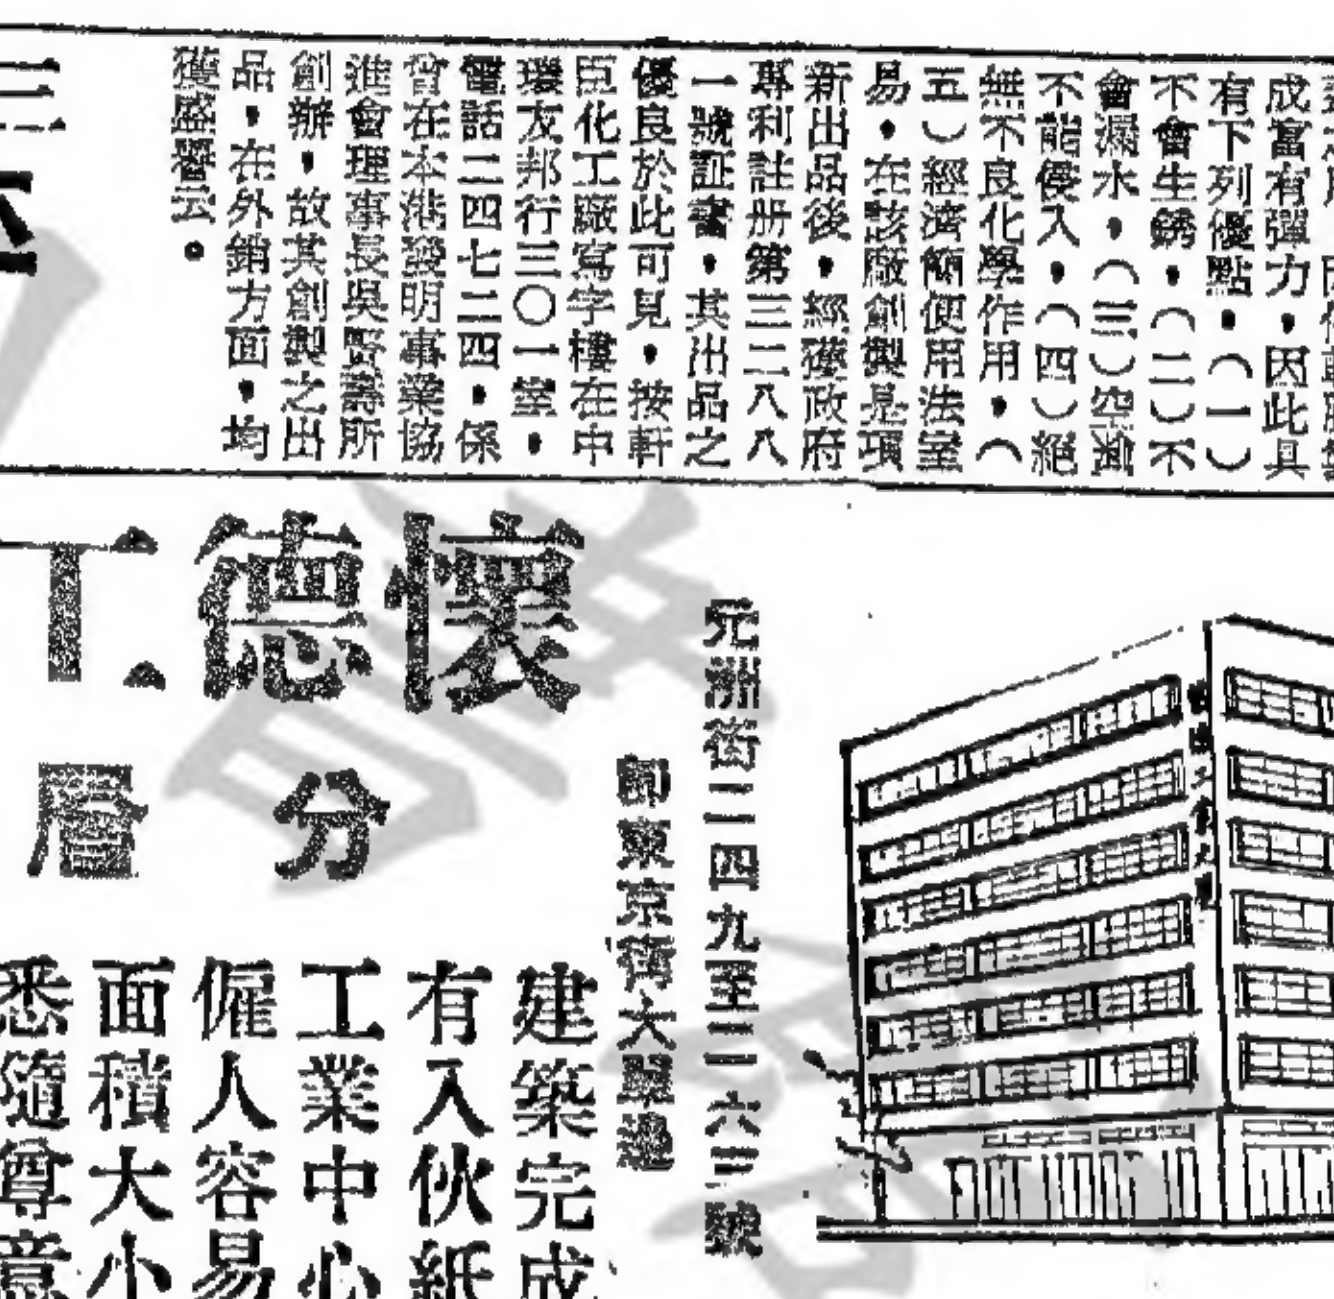 成富有彈力，因此具
有下列優點，（一）
不會生銹，（二）不
會漏水，（三）空氣
不能侵入，（四）絕
無不良化學作用，（
五）經濟簡便用法至
易，在該廠創製是項
新出品後，經獲政府
專利註册第三二八八
一號証書，其出品之
優良於此可見，按軒
臣化工廠寫字樓在中
環友邦行三〇一室，
電話二四七二四，係
曾在本港發明事業協
進會理事長吳賢壽所
創辦，故其創製之出
品，在外銷方面，均
獲盛譽云。
元洲街二四九至二六三號
即東京街大單邊
懷德工
分層
建築完成
有入伙紙
工業中心
僱人容易
面積大小
悉隨尊意